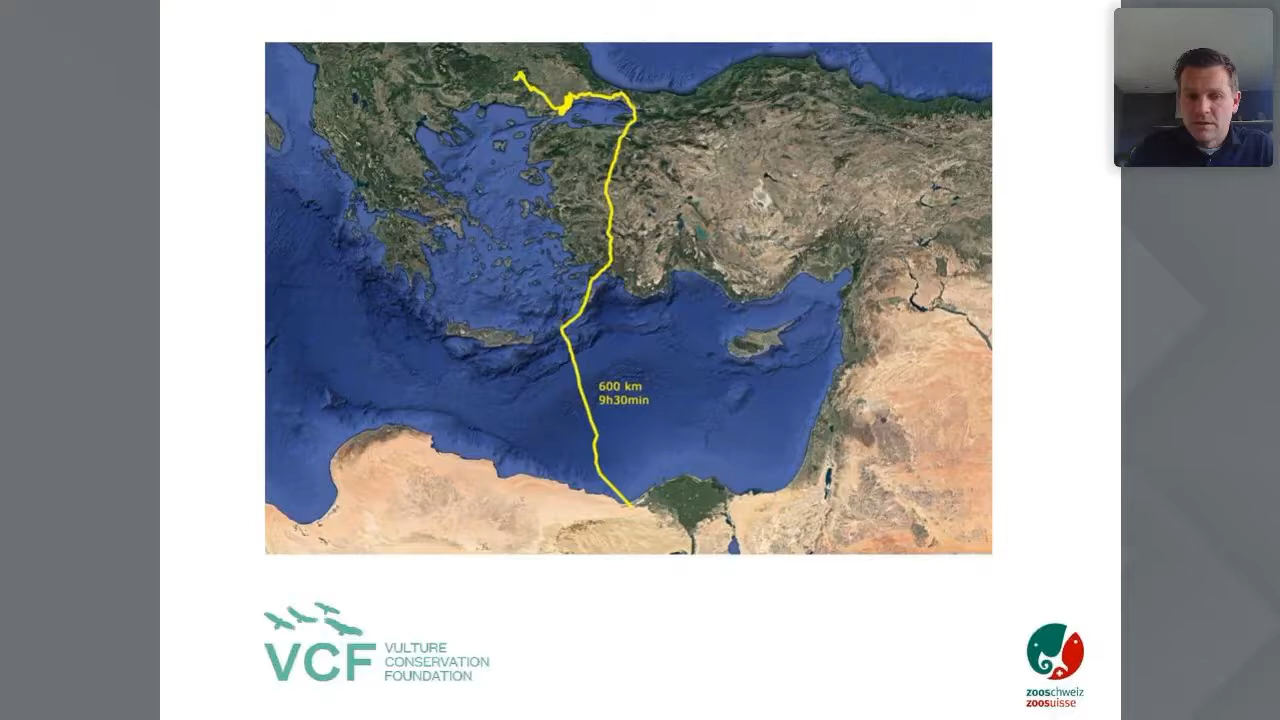 600 km
9h30min
VCF
VULTURE
CONSERVATION
FOUNDATION
zooschweiz
zoosuisse